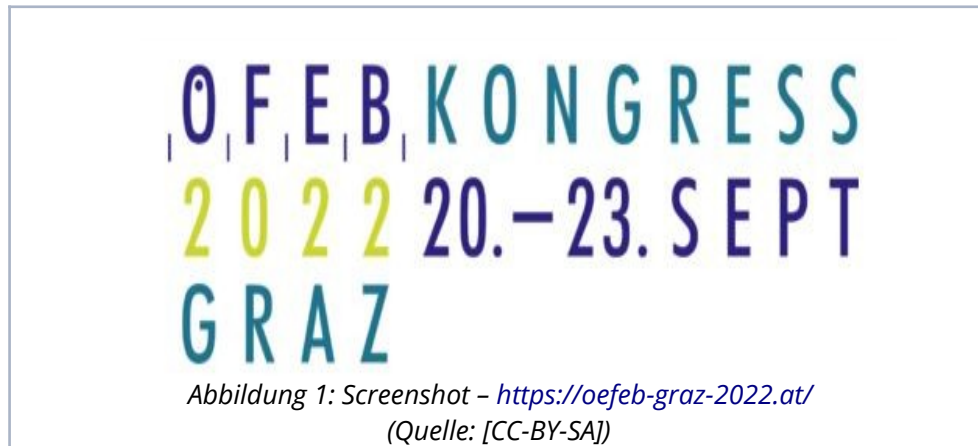 ÖFEB KONGRESS
2022 20.–23. SEPT
GRAZ
Abbildung 1: Screenshot – https://oefeb-graz-2022.at/
(Quelle: [CC-BY-SA])